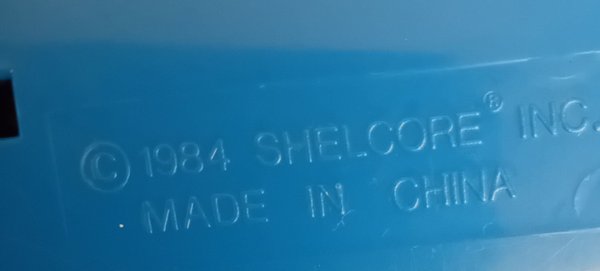 © 1984 SHELCORE® INC.
MADE IN CHINA